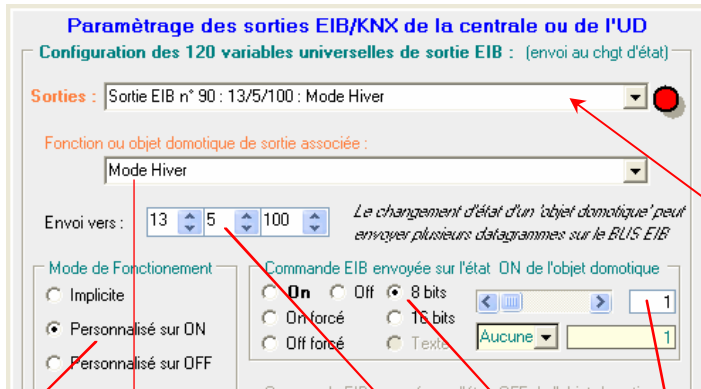 Paramètrage des sorties EIB/KNX de la centrale ou de l'UD
Configuration des 120 variables universelles de sortie EIB : (envoi au chgt d'état)
Sorties : Sortie EIB n° 90 : 13/5/100 : Mode Hiver
Fonction ou objet domotique de sortie associée :
Mode Hiver
Envoi vers : 13 5 100
Le changement d'état d'un 'objet domotique' peut
envoyer plusieurs datagrammes sur le BUS EIB
Mode de Fonctionement
Implicite
Personnalisé sur ON
Personnalisé sur OFF
Commande EIB envoyée sur l'état ON de l'objet domotique
On Off 8 bits 1
On forcé 16 bits
Off forcé Texte Aucune 1